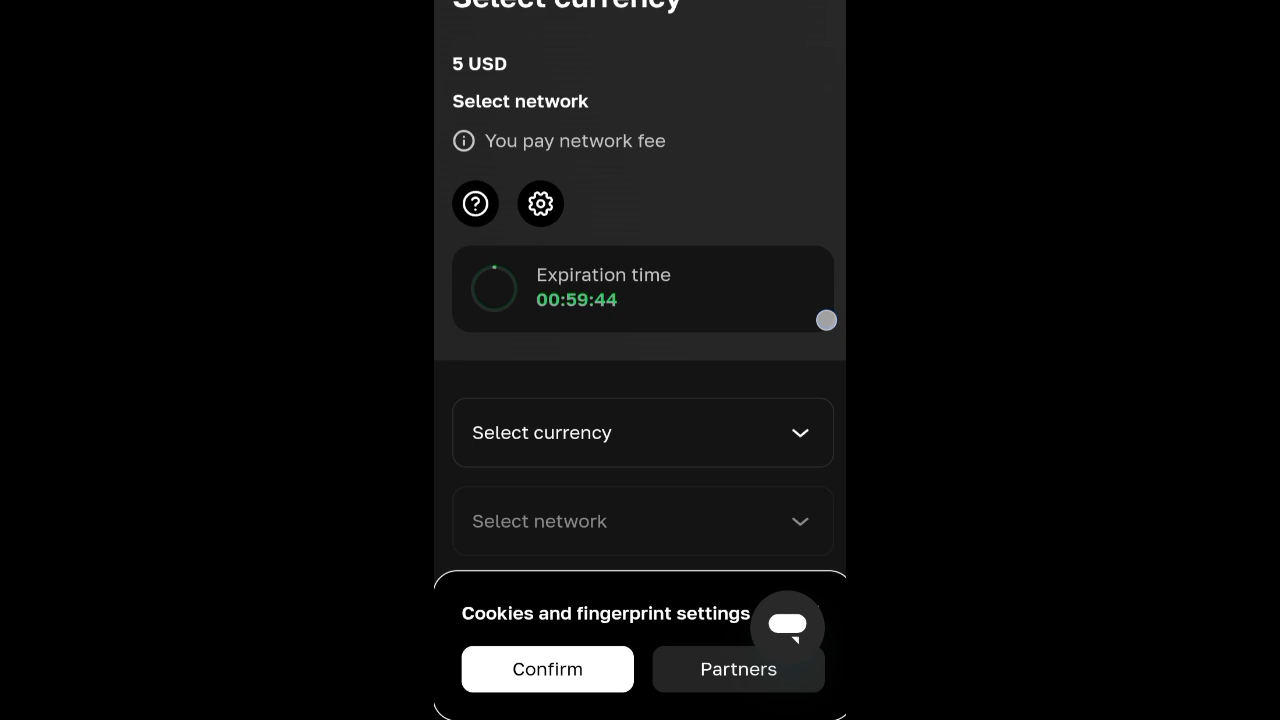 Select currency
5 USD
Select network
You pay network fee
Expiration time
00:59:44
Select currency
Select network
Cookies and fingerprint settings
Confirm
Partners